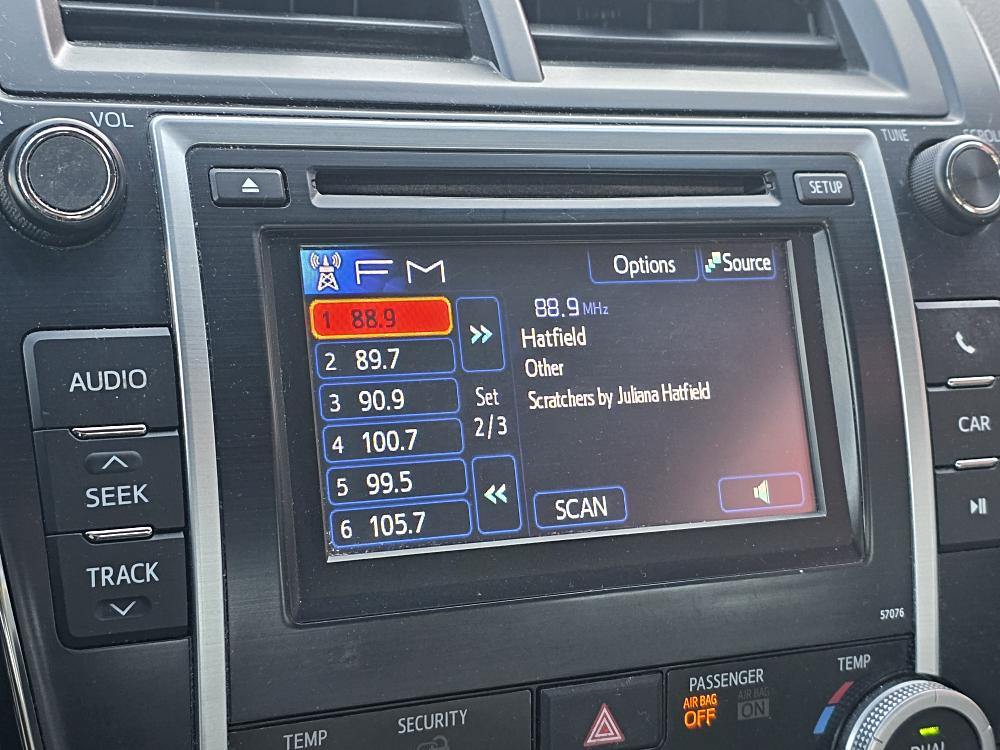 VOL
TUNE
SCROLL
SETUP
FM
Options
Source
1 88.9
2 89.7
3 90.9
4 100.7
5 99.5
6 105.7
Set
2/3
88.9 MHz
Hatfield
Other
Scratchers by Juliana Hatfield
SCAN
AUDIO
SEEK
TRACK
CAR
57076
TEMP
SECURITY
PASSENGER
AIR BAG
OFF
AIR BAG
ON
TEMP
DUAL